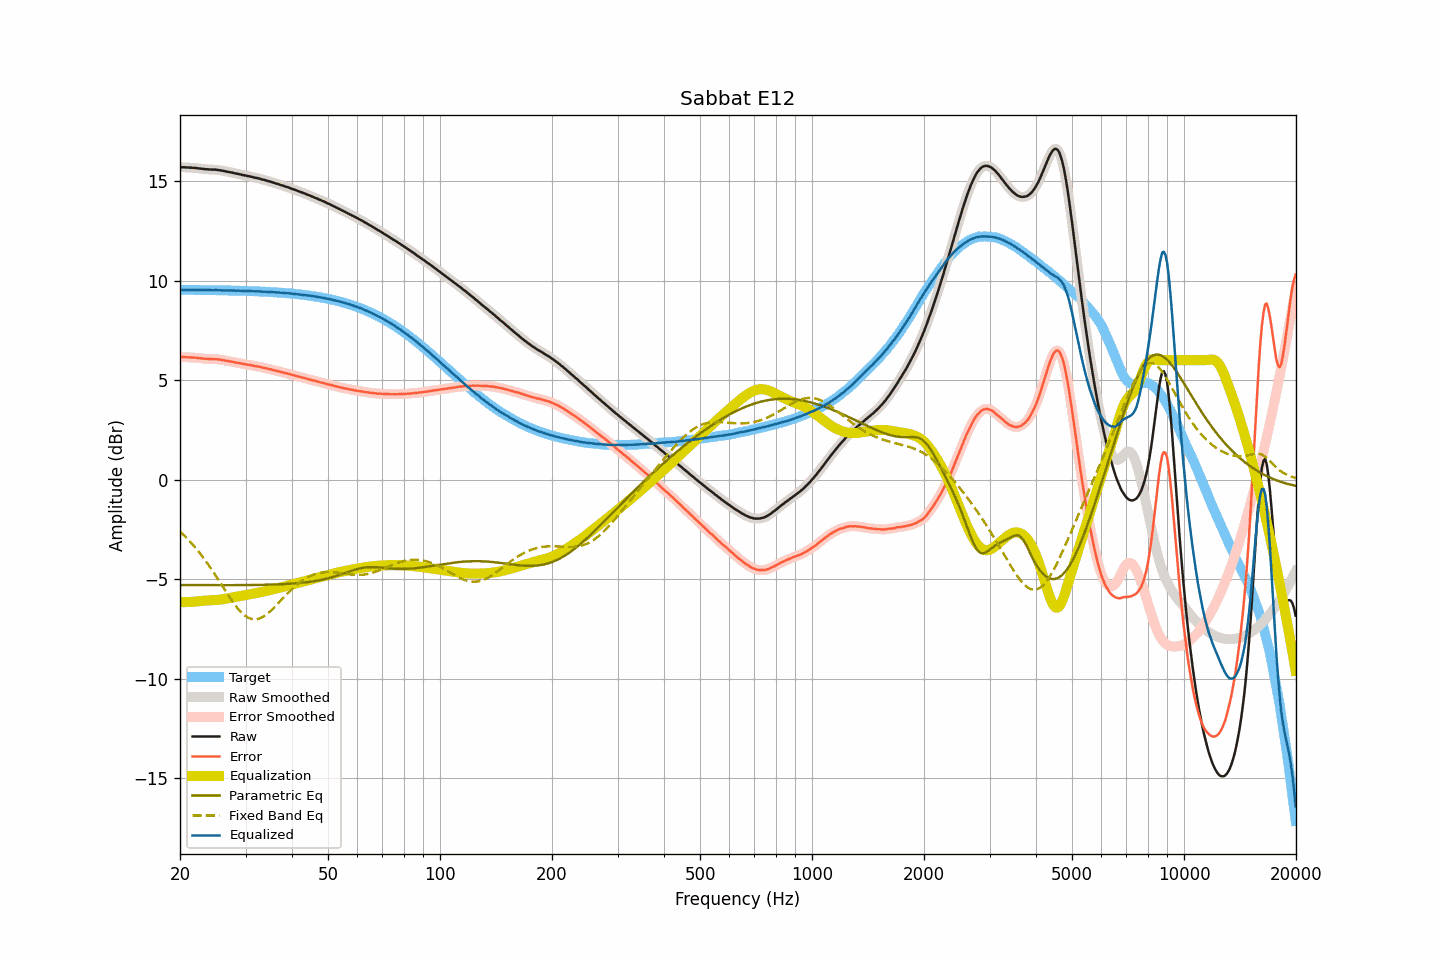 Sabbat E12
Amplitude (dBr)
15
10
5
0
−5
−10
−15
Target
Raw Smoothed
Error Smoothed
Raw
Error
Equalization
Parametric Eq
Fixed Band Eq
Equalized
20 50 100 200 500 1000 2000 5000 10000 20000
Frequency (Hz)